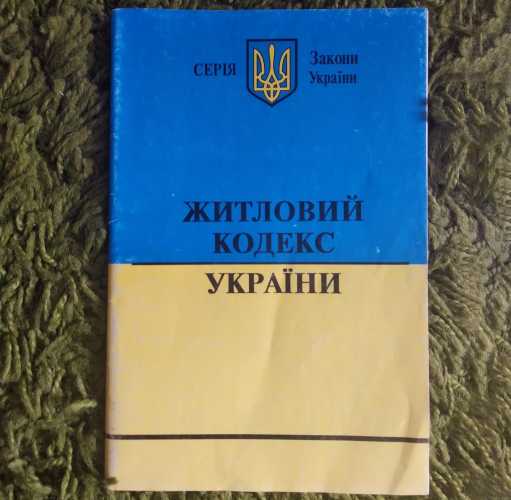 СЕРІЯ
Закони
України
ЖИТЛОВИЙ
КОДЕКС
УКРАЇНИ